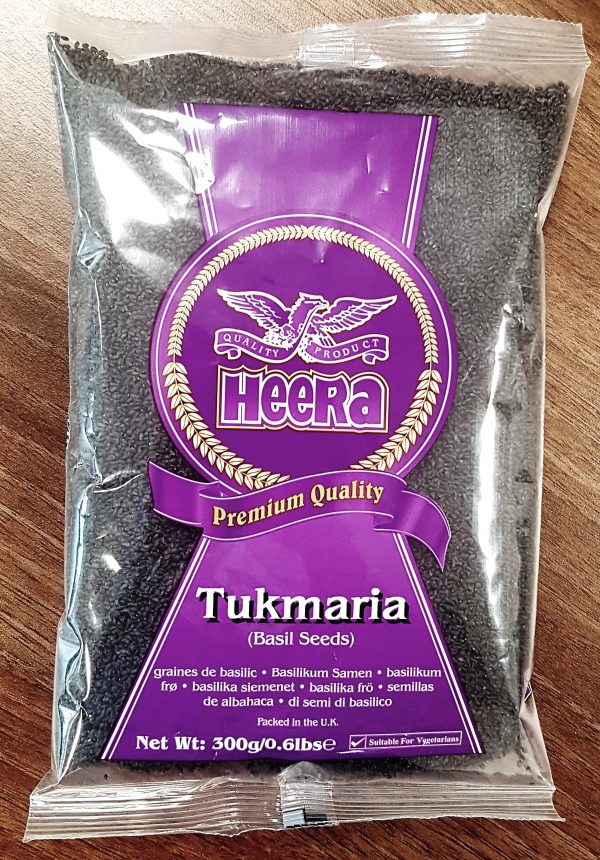 QUALITY PRODUCT
HEERA
Premium Quality
Tukmaria
(Basil Seeds)
graines de basilic • Basilikum Samen • basilikum
frø • basilika siemenet • basilika frö • semillas
de albahaca • di semi di basilico
Packed in the U.K.
Net Wt: 300g/0.6lbs℮ Suitable For Vegetarians